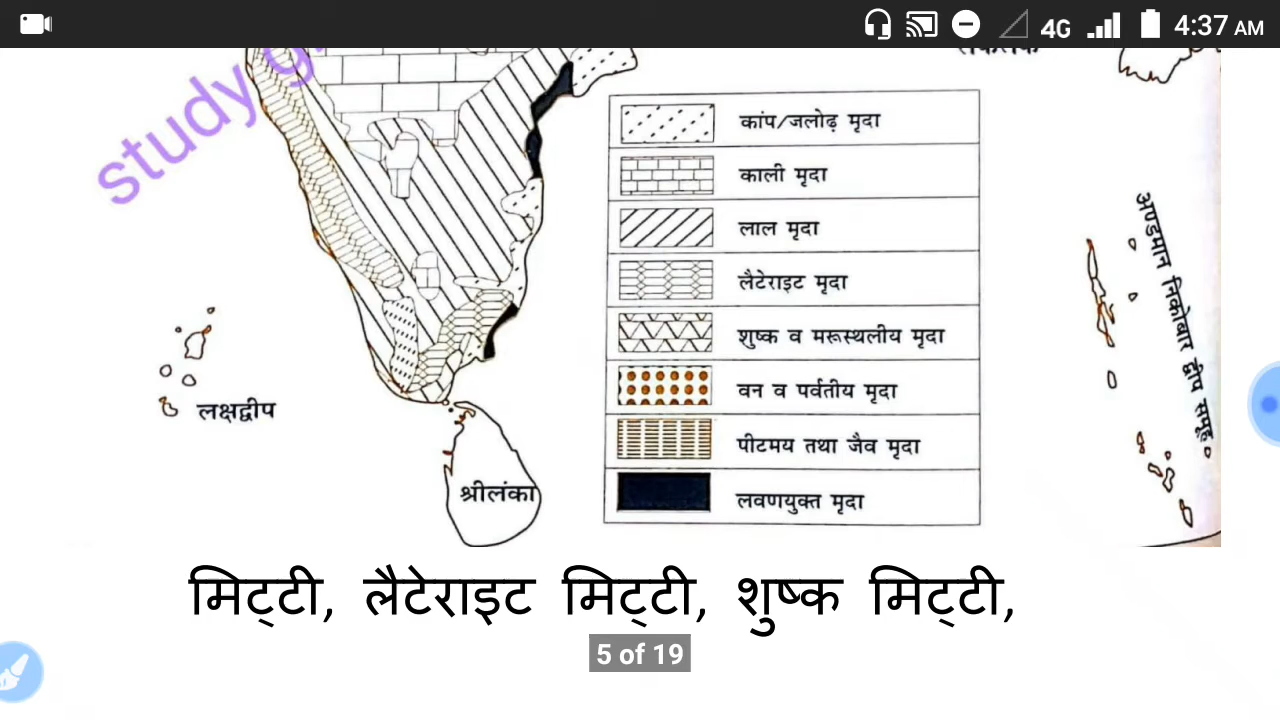 4G 4:37 AM
study
कांप/जलोढ़ मृदा
काली मृदा
लाल मृदा
लैटेराइट मृदा
शुष्क व मरूस्थलीय मृदा
वन व पर्वतीय मृदा
पीटमय तथा जैव मृदा
लवणयुक्त मृदा
अण्डमान निकोबार द्वीप समूह
लक्षद्वीप
श्रीलंका
मिट्टी, लैटेराइट मिट्टी, शुष्क मिट्टी,
5 of 19